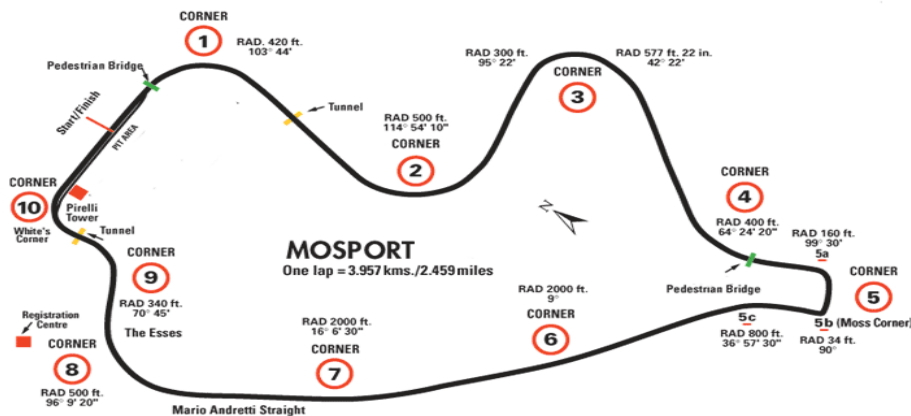 CORNER
1
RAD. 420 ft.
103° 44'
Pedestrian Bridge
Start/Finish
PIT AREA
Tunnel
RAD 500 ft.
114° 54' 10"
CORNER
2
RAD 300 ft.
95° 22'
CORNER
3
RAD 577 ft. 22 in.
42° 22'
CORNER
4
RAD 400 ft.
64° 24' 20"
RAD 160 ft.
99° 30'
5a
CORNER
5
Pedestrian Bridge
5b (Moss Corner)
RAD 34 ft.
90°
5c
RAD 800 ft.
36° 57' 30"
N
MOSPORT
One lap = 3.957 kms./2.459 miles
RAD 2000 ft.
9°
CORNER
6
RAD 2000 ft.
16° 6' 30"
CORNER
7
Mario Andretti Straight
CORNER
8
RAD 500 ft.
96° 9' 20"
Registration
Centre
The Esses
CORNER
9
RAD 340 ft.
70° 45'
Tunnel
CORNER
10
White's
Corner
Pirelli
Tower